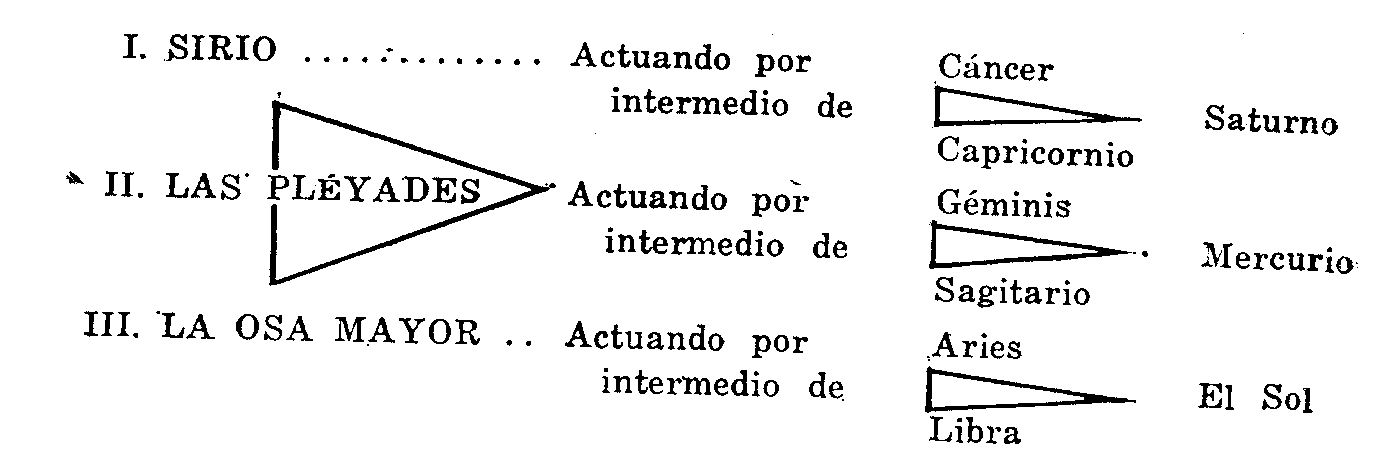 I. SIRIO .............. Actuando por
intermedio de
Cáncer
Capricornio
Saturno
II. LAS PLÉYADES Actuando por
intermedio de
Géminis
Sagitario
Mercurio
III. LA OSA MAYOR .. Actuando por
intermedio de
Aries
Libra
El Sol